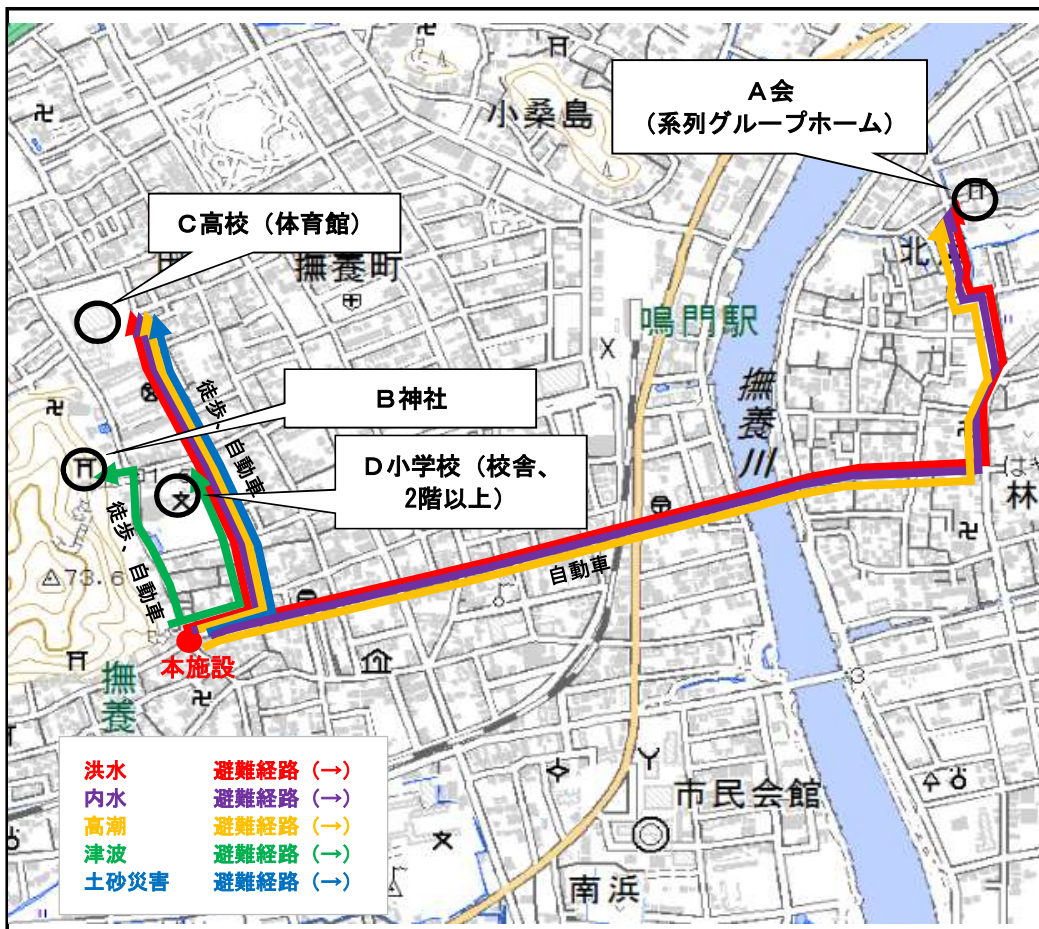 小桑島
A会
(系列グループホーム)
C高校(体育館)
撫養町
北
鳴門駅
B神社
撫養川
徒歩、自動車
D小学校(校舎、
2階以上)
徒歩、自動車
73.6
林
自動車
本施設
撫養
洪水 避難経路(→)
内水 避難経路(→)
高潮 避難経路(→)
津波 避難経路(→)
土砂災害 避難経路(→)
市民会館
南浜